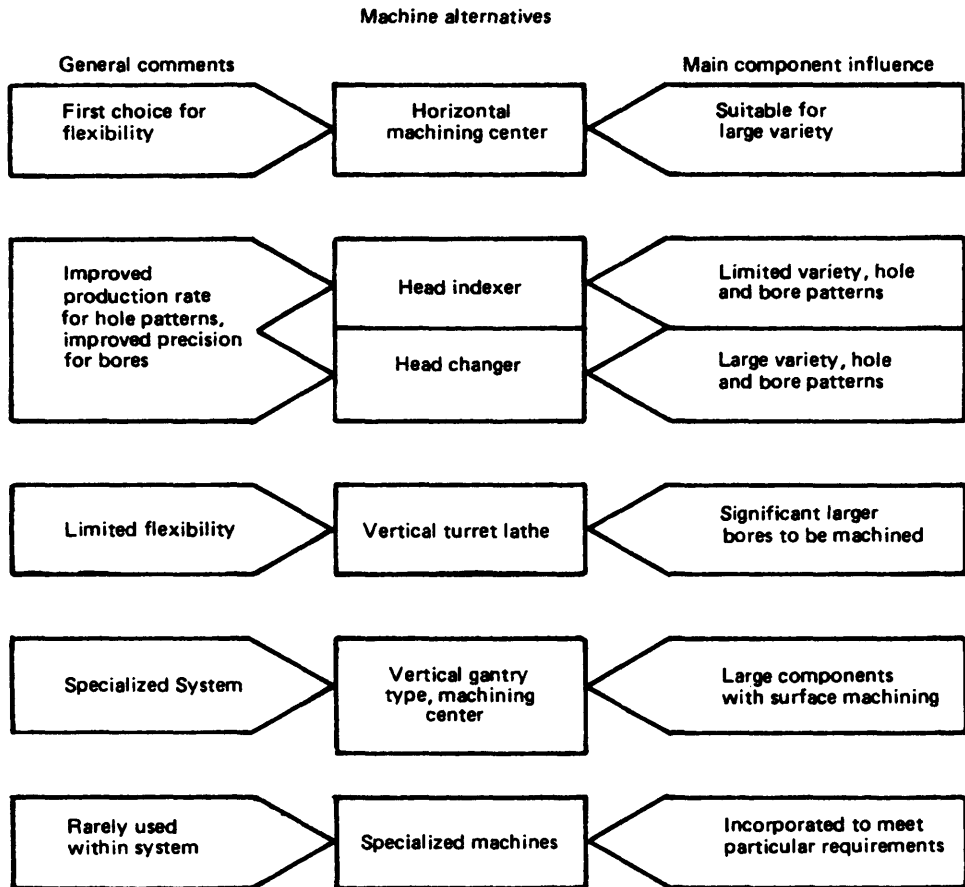 Machine alternatives
General comments
Main component influence
First choice for
flexibility
Horizontal
machining center
Suitable for
large variety
Improved
production rate
for hole patterns,
improved precision
for bores
Head indexer
Limited variety, hole
and bore patterns
Head changer
Large variety, hole
and bore patterns
Limited flexibility
Vertical turret lathe
Significant larger
bores to be machined
Specialized System
Vertical gantry
type, machining
center
Large components
with surface machining
Rarely used
within system
Specialized machines
Incorporated to meet
particular requirements